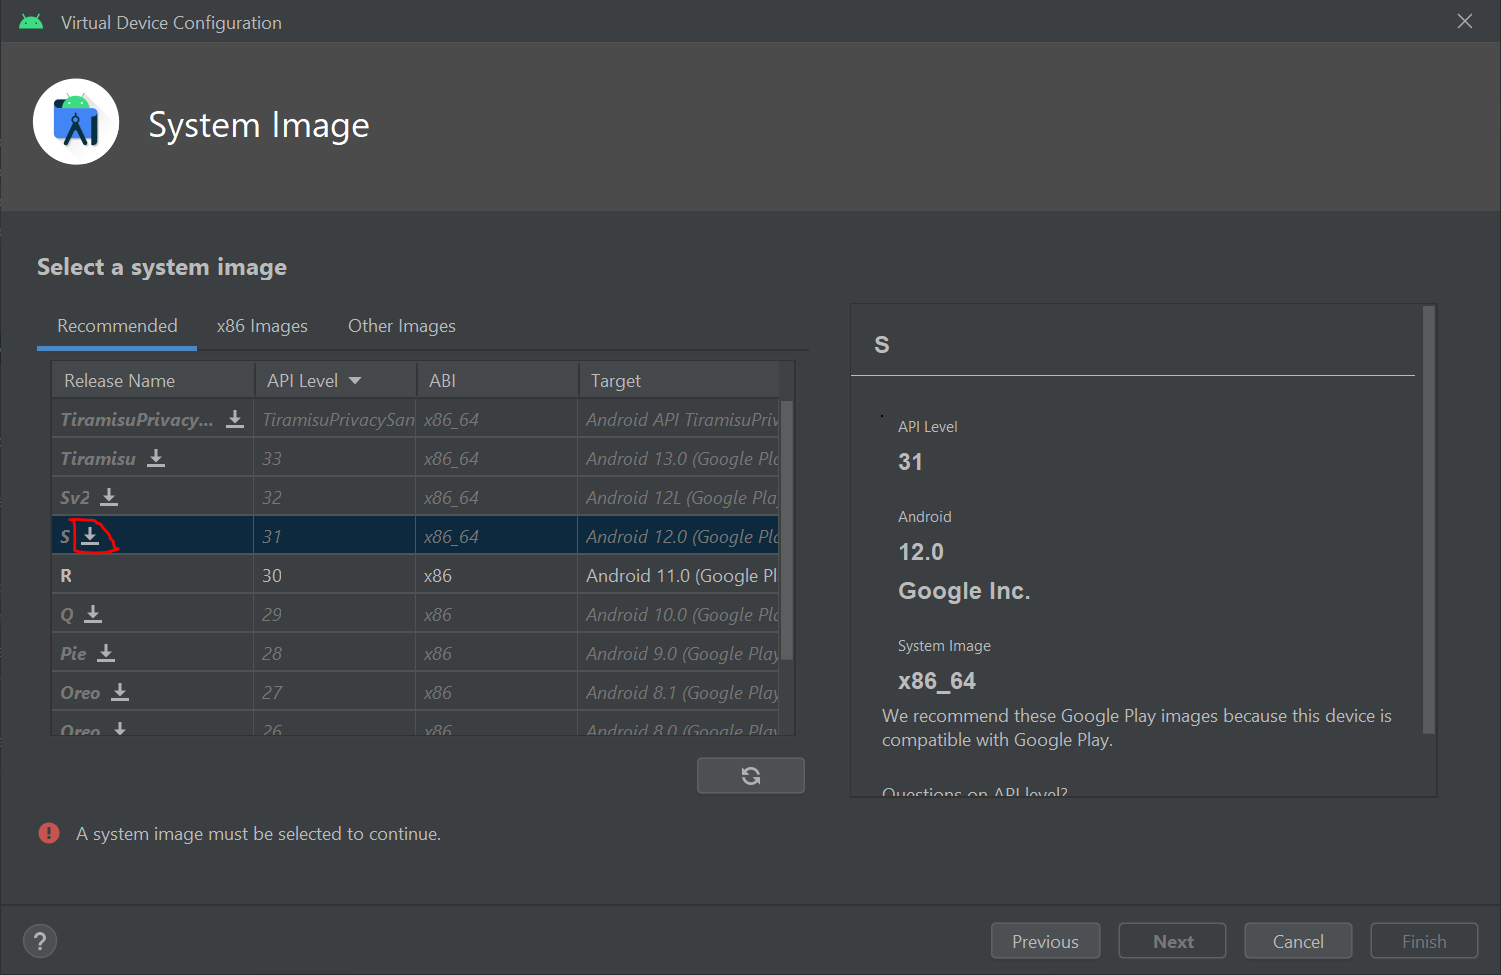 Virtual Device Configuration
System Image
Select a system image
Recommended x86 Images Other Images
Release Name API Level ABI Target
TiramisuPrivacy... TiramisuPrivacySan x86_64 Android API TiramisuPriv
Tiramisu 33 x86_64 Android 13.0 (Google Pla
Sv2 32 x86_64 Android 12L (Google Play
S 31 x86_64 Android 12.0 (Google Pla
R 30 x86 Android 11.0 (Google Pl
Q 29 x86 Android 10.0 (Google Pla
Pie 28 x86 Android 9.0 (Google Play
Oreo 27 x86 Android 8.1 (Google Play
Oreo 26 x86 Android 8.0 (Google Play
A system image must be selected to continue.
S
API Level
31
Android
12.0
Google Inc.
System Image
x86_64
We recommend these Google Play images because this device is
compatible with Google Play.
Questions on API level?
? Previous Next Cancel Finish